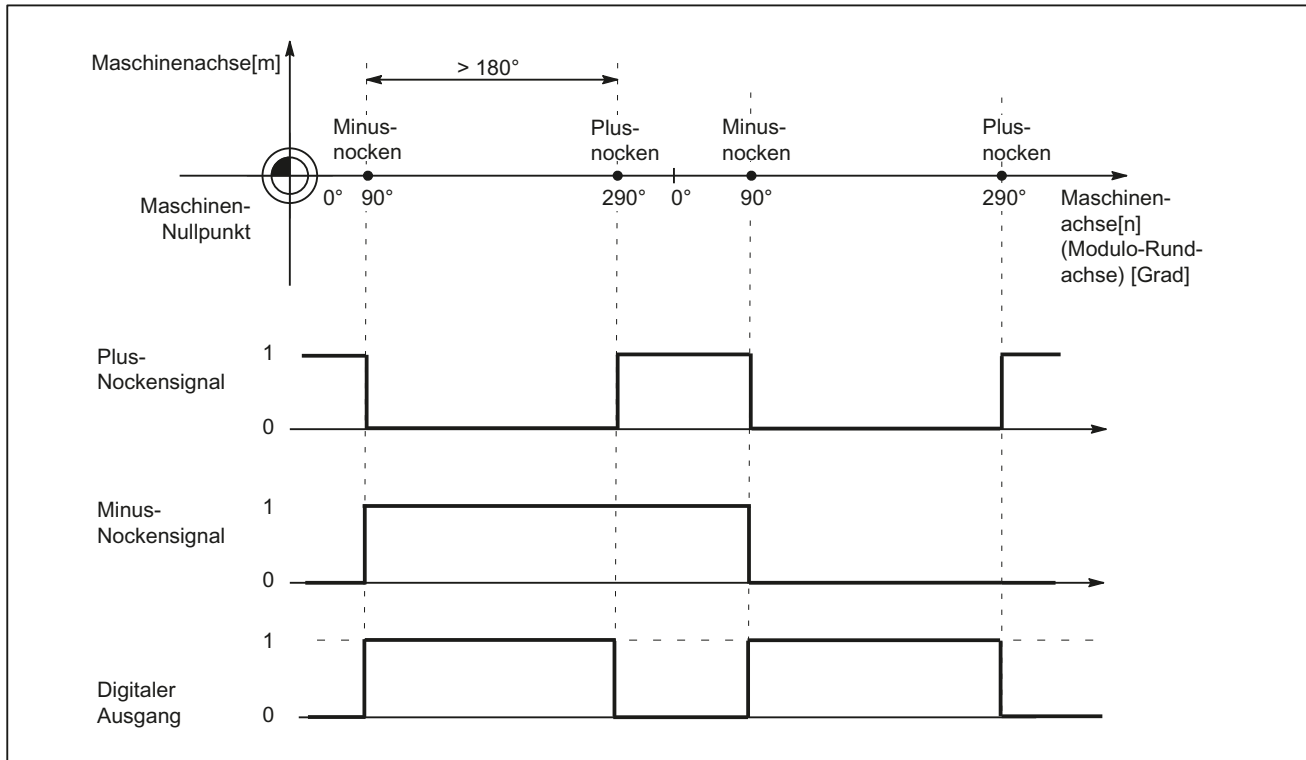 Maschinenachse[m]
> 180°
Minus-
nocken
Plus-
nocken
Minus-
nocken
Plus-
nocken
0°
90°
290°
0°
90°
290°
Maschinen-
Nullpunkt
Maschinen-
achse[n]
(Modulo-Rund-
achse) [Grad]
Plus-
Nockensignal
1
0
Minus-
Nockensignal
1
0
Digitaler
Ausgang
1
0